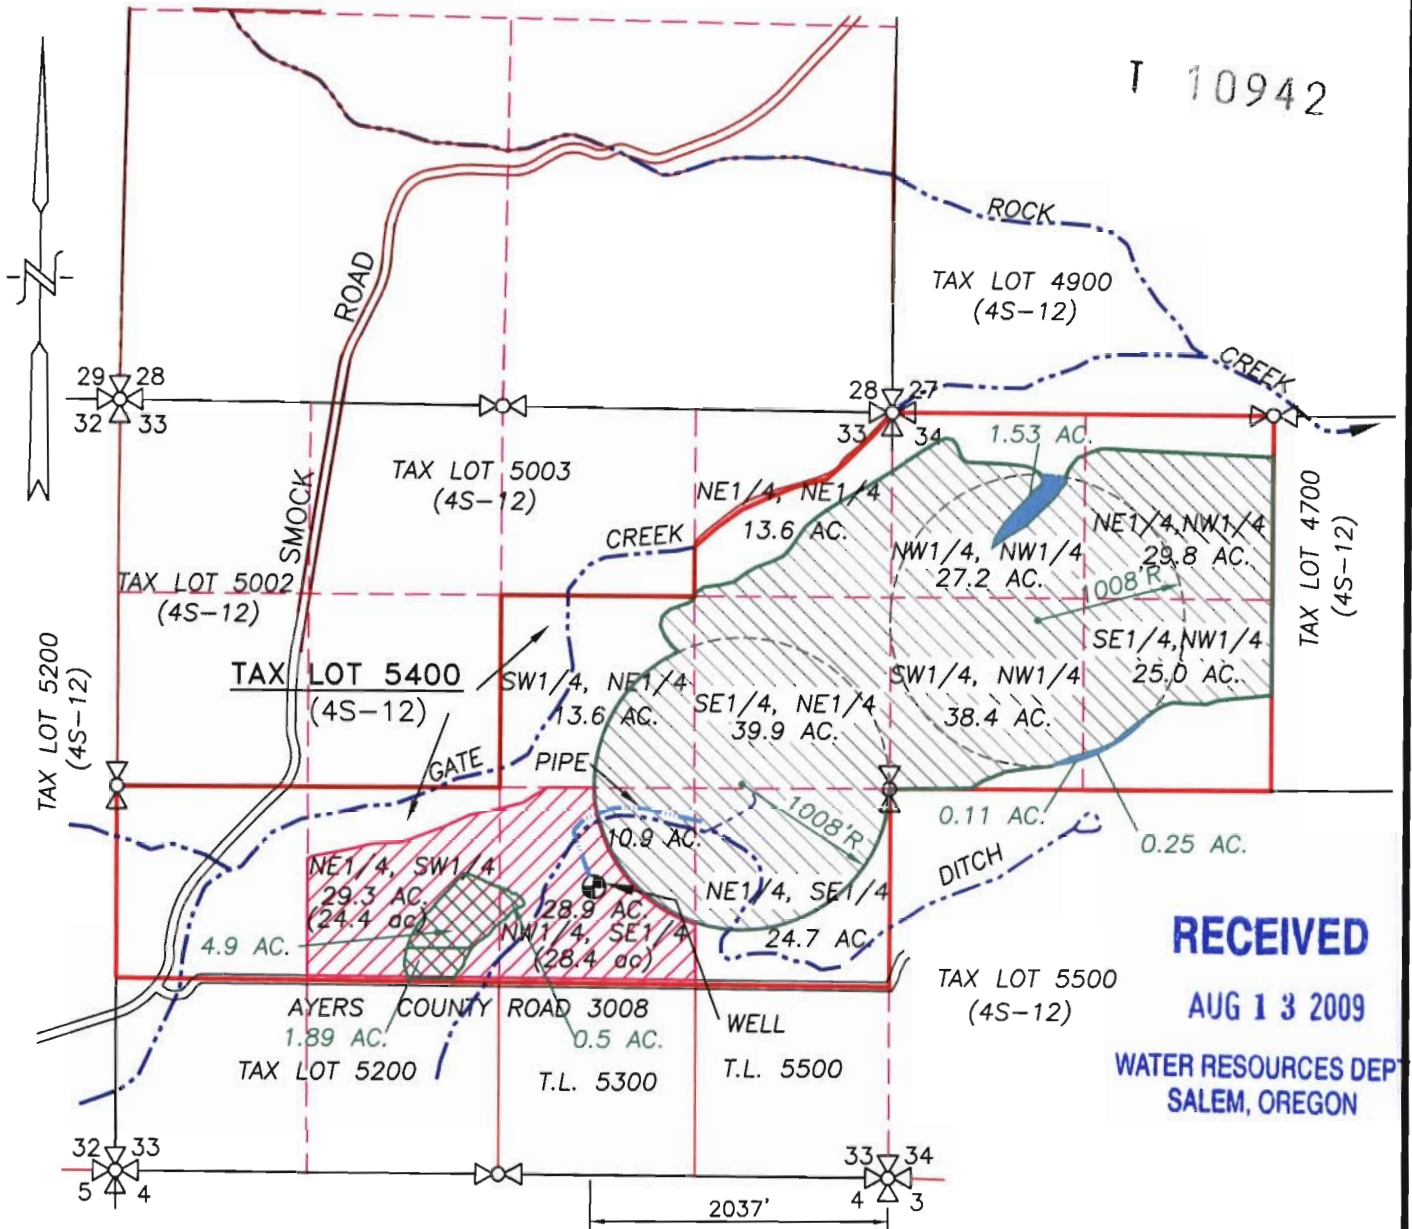 T 10942
ROCK
TAX LOT 4900
(4S-12)
CREEK
ROAD
29 28
32 33
28 27
33 34
1.53 AC.
TAX LOT 5003
(4S-12)
NE1/4, NE1/4
13.6 AC.
SMOCK
CREEK
NW1/4, NW1/4
27.2 AC.
NE1/4,NW1/4
29.8 AC.
TAX LOT 4700
(4S-12)
TAX LOT 5002
(4S-12)
1008'R
TAX LOT 5200
(4S-12)
TAX LOT 5400
(4S-12)
SW1/4, NE1/4
13.6 AC.
SE1/4, NE1/4
39.9 AC.
SW1/4, NW1/4
38.4 AC.
SE1/4,NW1/4
25.0 AC.
GATE
PIPE
1008'R
10.9 AC.
0.11 AC.
0.25 AC.
DITCH
NE1/4, SW1/4
29.3 AC.
(24.4 ac)
4.9 AC.
28.9 AC.
NW1/4, SE1/4
(28.4 ac)
NE1/4, SE1/4
24.7 AC.
RECEIVED
AUG 13 2009
WATER RESOURCES DEPT
SALEM, OREGON
TAX LOT 5500
(4S-12)
AYERS COUNTY ROAD 3008
1.89 AC.
0.5 AC.
WELL
TAX LOT 5200
T.L. 5300
T.L. 5500
32 33
5 4
33 34
4 3
2037'